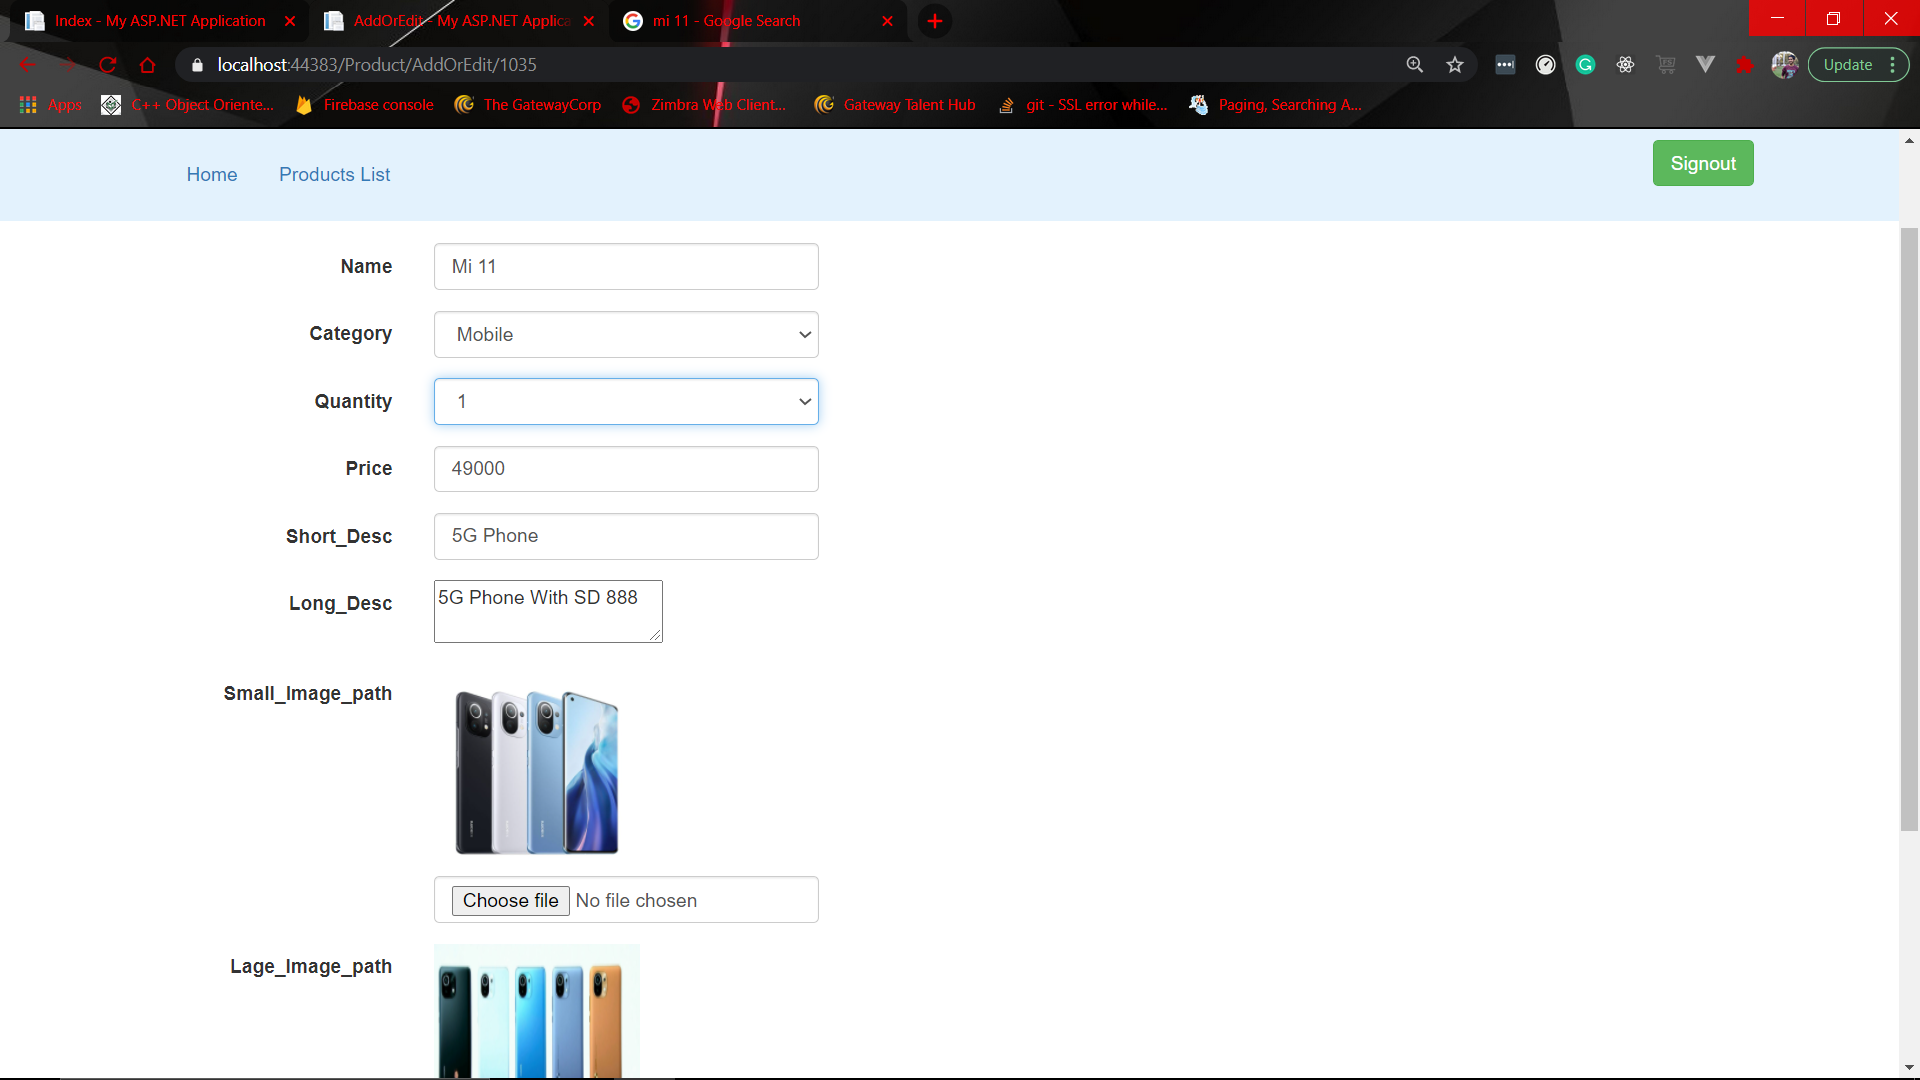 Index - My ASP.NET Application
AddOrEdit - My ASP.NET Applica
mi 11 - Google Search
localhost:44383/Product/AddOrEdit/1035
Update
Apps
C++ Object Oriente...
Firebase console
The GatewayCorp
Zimbra Web Client...
Gateway Talent Hub
git - SSL error while...
Paging, Searching A...
Home
Products List
Signout
Name
Mi 11
Category
Mobile
Quantity
1
Price
49000
Short_Desc
5G Phone
Long_Desc
5G Phone With SD 888
Small_Image_path
Choose file No file chosen
Lage_Image_path